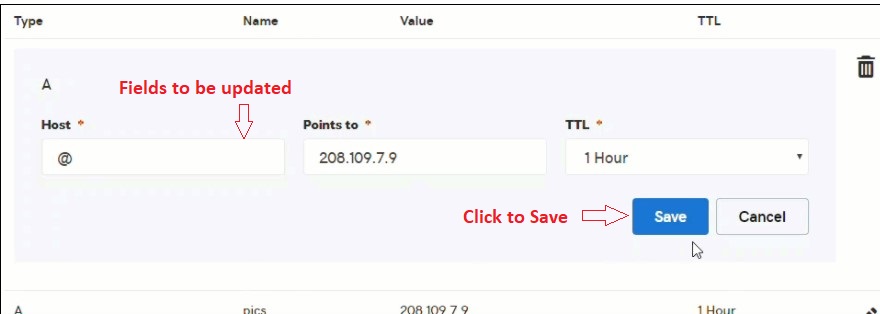 Type Name Value TTL
A
Fields to be updated
Host * Points to * TTL *
@ 208.109.7.9 1 Hour
Click to Save Save Cancel
A pics 208.109.7.9 1 Hour